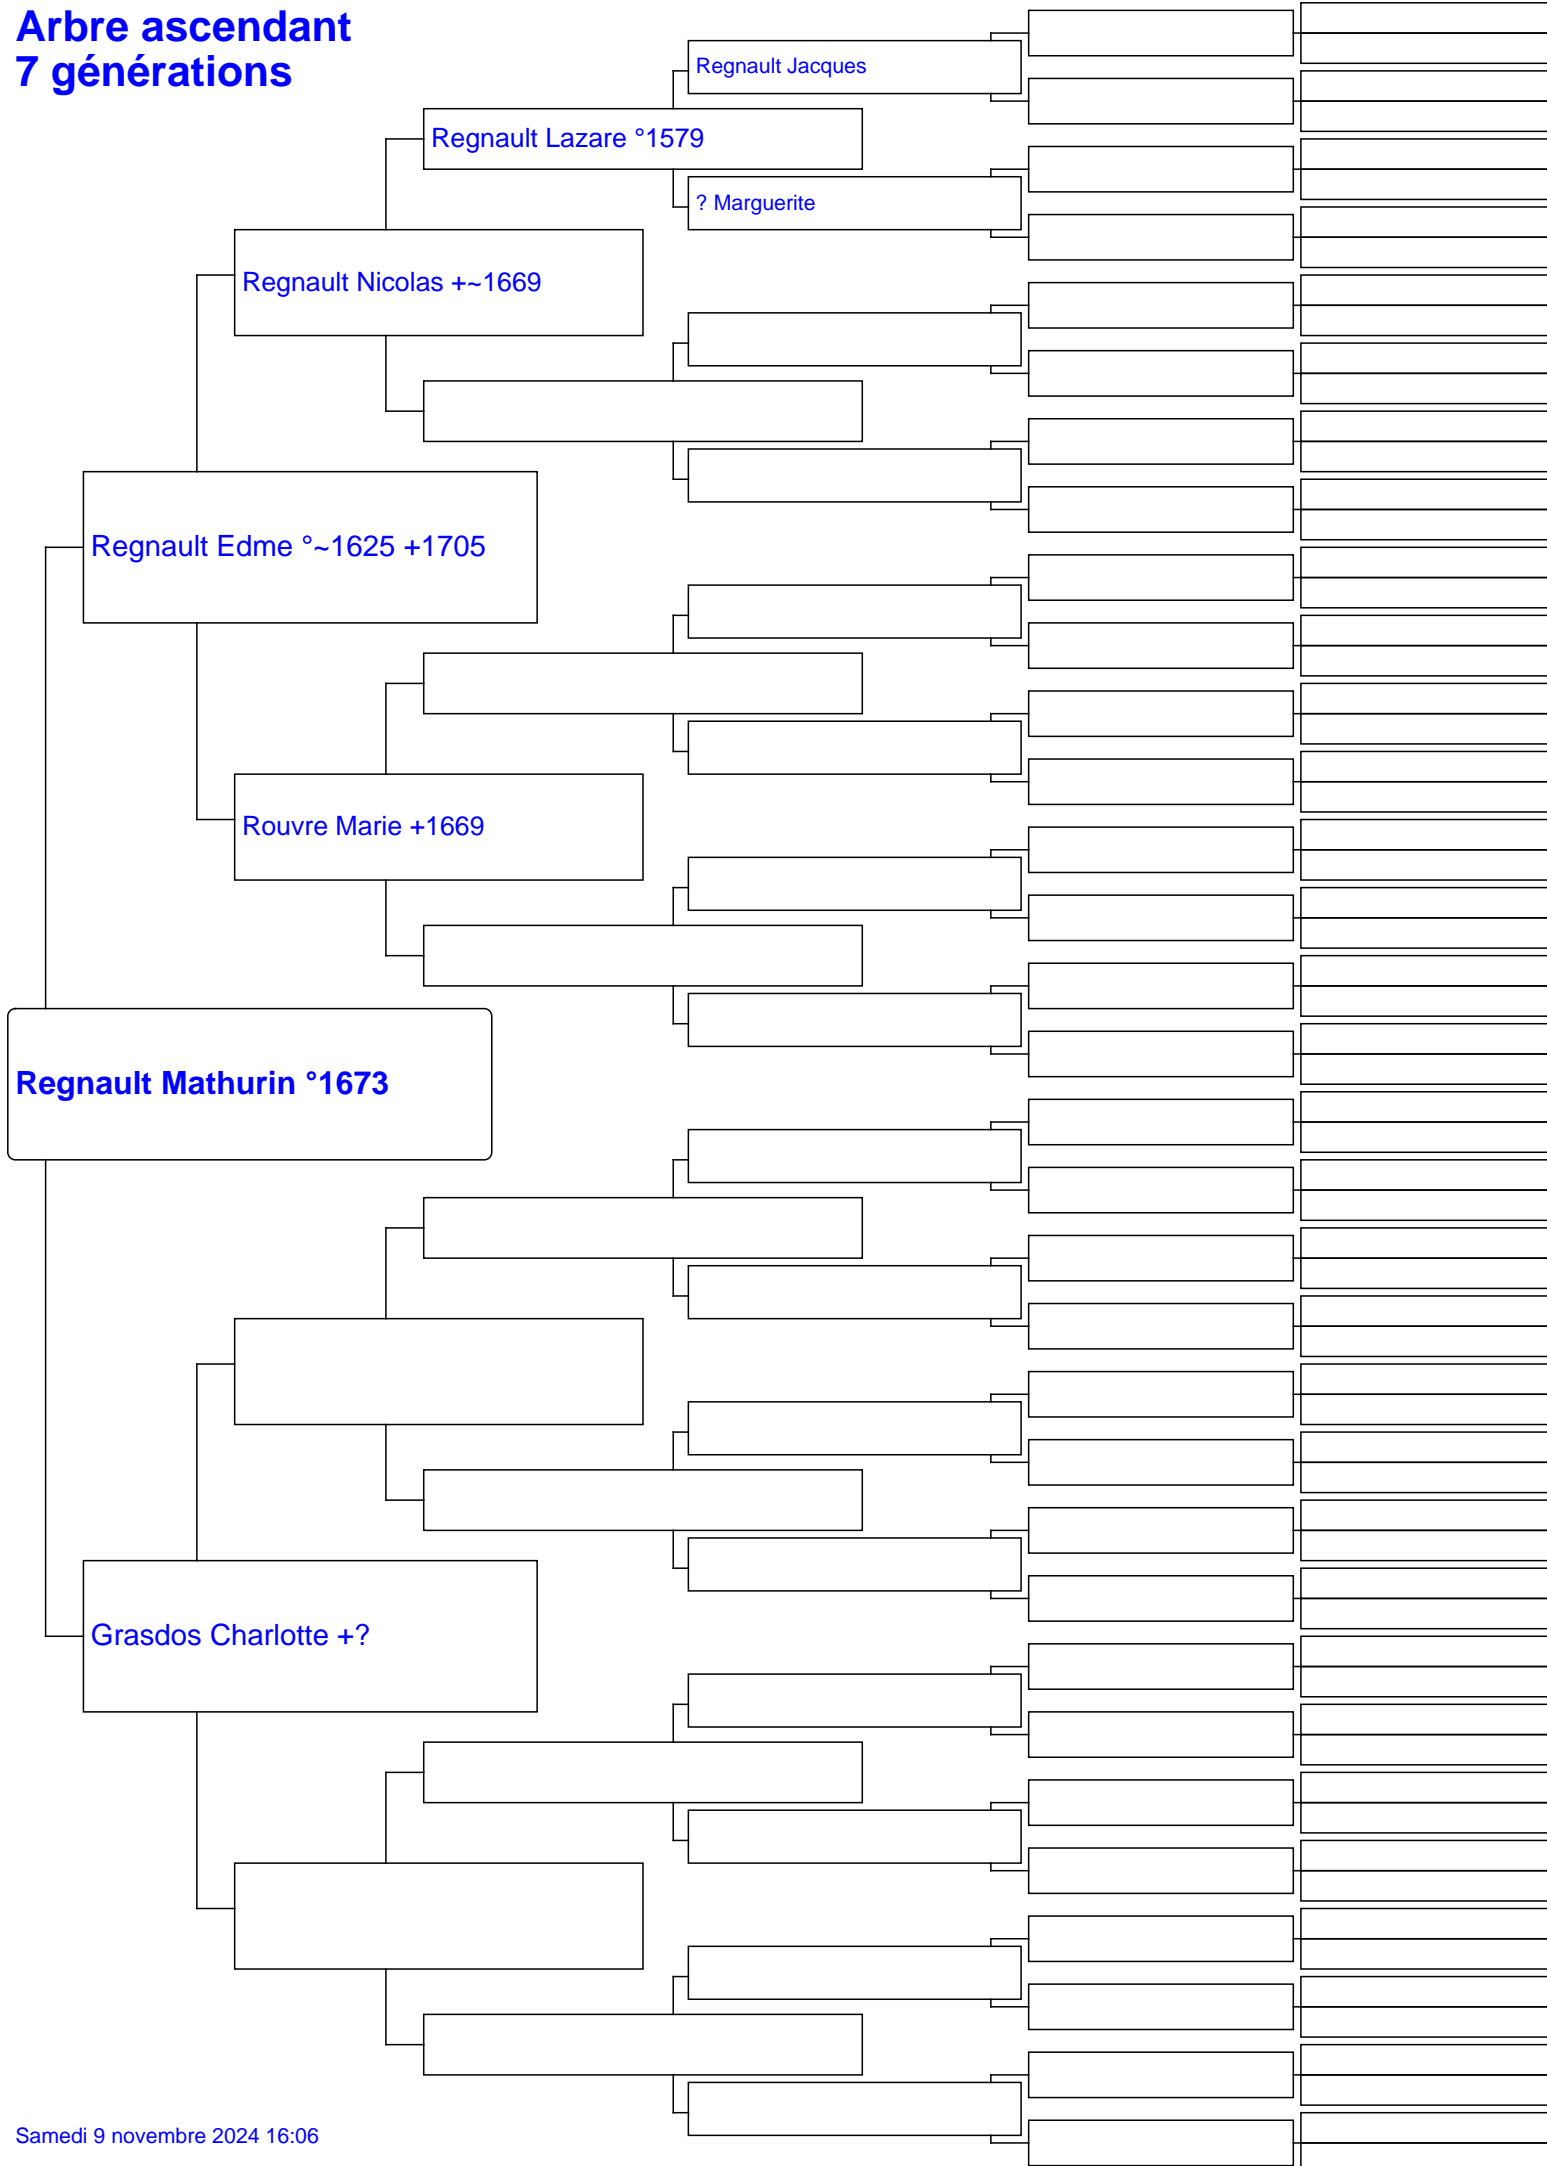 Arbre ascendant
7 générations
Regnault Jacques
Regnault Lazare °1579
? Marguerite
Regnault Nicolas +~1669
Regnault Edme °~1625 +1705
Rouvre Marie +1669
Regnault Mathurin °1673
Grasdos Charlotte +?
Samedi 9 novembre 2024 16:06